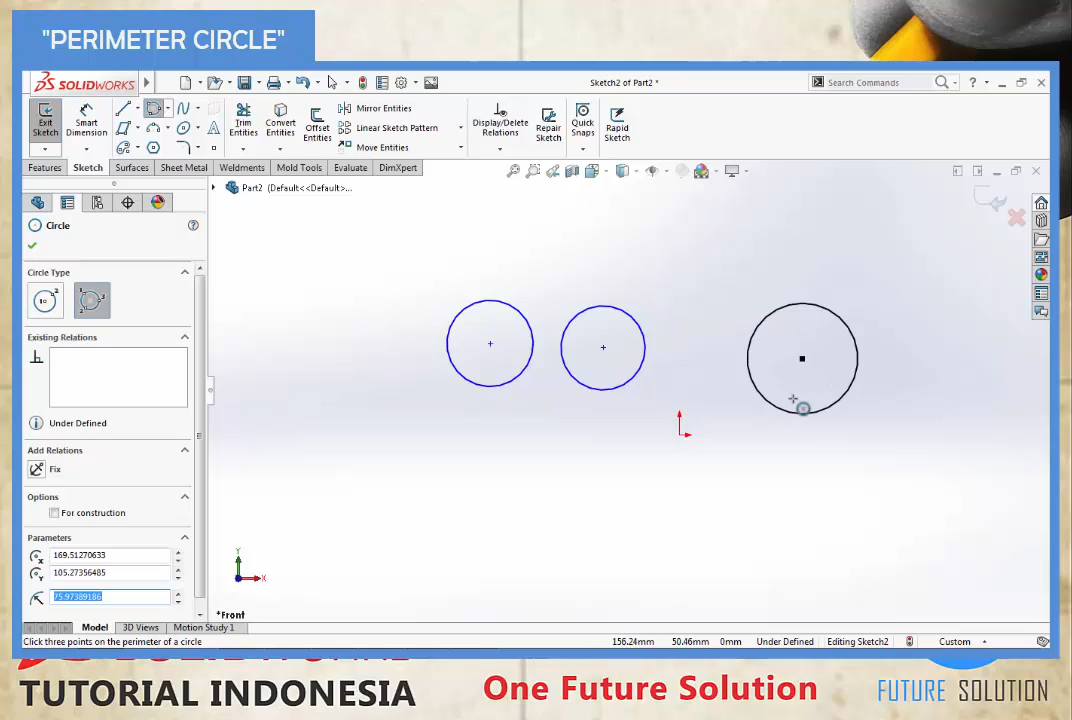 "PERIMETER CIRCLE"
SOLIDWORKS
Sketch2 of Part2 *
Search Commands
?
Exit Sketch
Smart Dimension
Trim Entities
Convert Entities
Offset Entities
Mirror Entities
Linear Sketch Pattern
Move Entities
Display/Delete Relations
Repair Sketch
Quick Snaps
Rapid Sketch
Features
Sketch
Surfaces
Sheet Metal
Weldments
Mold Tools
Evaluate
DimXpert
Part2 (Default<<Default>...
Circle
Circle Type
Existing Relations
Under Defined
Add Relations
Fix
Options
For construction
Parameters
169.51270633
105.27356485
75.97389186
Y
X
*Front
Model
3D Views
Motion Study 1
Click three points on the perimeter of a circle
156.24mm
50.46mm
0mm
Under Defined
Editing Sketch2
Custom
TUTORIAL INDONESIA
One Future Solution
FUTURE SOLUTION